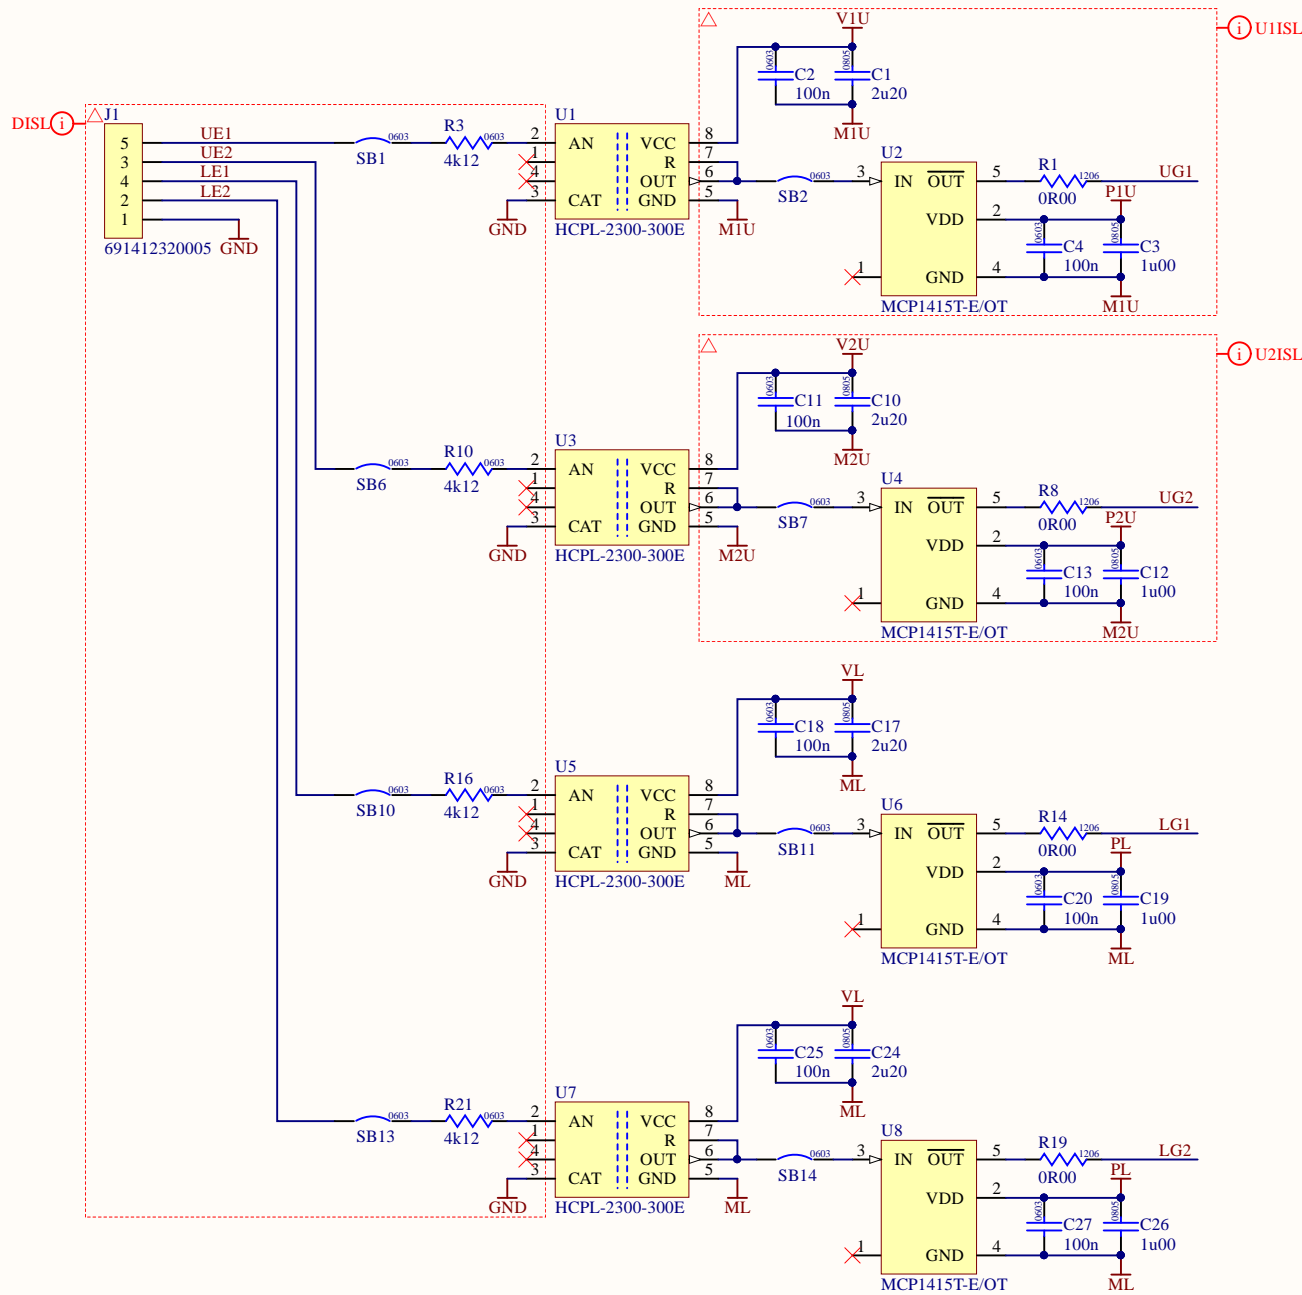 V1U
U1ISL
C2
100n
0603
C1
2u20
0805
M1U
DISL
J1
5
3
4
2
1
691412320005
UE1
UE2
LE1
LE2
GND
SB1
0603
R3
0603
4k12
U1
2
1
4
3
AN
CAT
VCC
R
OUT
GND
8
7
6
5
HCPL-2300-300E
GND
M1U
SB2
0603
U2
3
1
IN
OUT
VDD
GND
5
2
4
MCP1415T-E/OT
R1
1206
0R00
UG1
P1U
C4
100n
0603
C3
1u00
0805
M1U
V2U
U2ISL
C11
100n
0603
C10
2u20
0805
M2U
SB6
0603
R10
0603
4k12
U3
2
1
4
3
AN
CAT
VCC
R
OUT
GND
8
7
6
5
HCPL-2300-300E
GND
M2U
SB7
0603
U4
3
1
IN
OUT
VDD
GND
5
2
4
MCP1415T-E/OT
R8
1206
0R00
UG2
P2U
C13
100n
0603
C12
1u00
0805
M2U
VL
C18
100n
0603
C17
2u20
0805
ML
SB10
0603
R16
0603
4k12
U5
2
1
4
3
AN
CAT
VCC
R
OUT
GND
8
7
6
5
HCPL-2300-300E
GND
ML
SB11
0603
U6
3
1
IN
OUT
VDD
GND
5
2
4
MCP1415T-E/OT
R14
1206
0R00
LG1
PL
C20
100n
0603
C19
1u00
0805
ML
VL
C25
100n
0603
C24
2u20
0805
ML
SB13
0603
R21
0603
4k12
U7
2
1
4
3
AN
CAT
VCC
R
OUT
GND
8
7
6
5
HCPL-2300-300E
GND
ML
SB14
0603
U8
3
1
IN
OUT
VDD
GND
5
2
4
MCP1415T-E/OT
R19
1206
0R00
LG2
PL
C27
100n
0603
C26
1u00
0805
ML